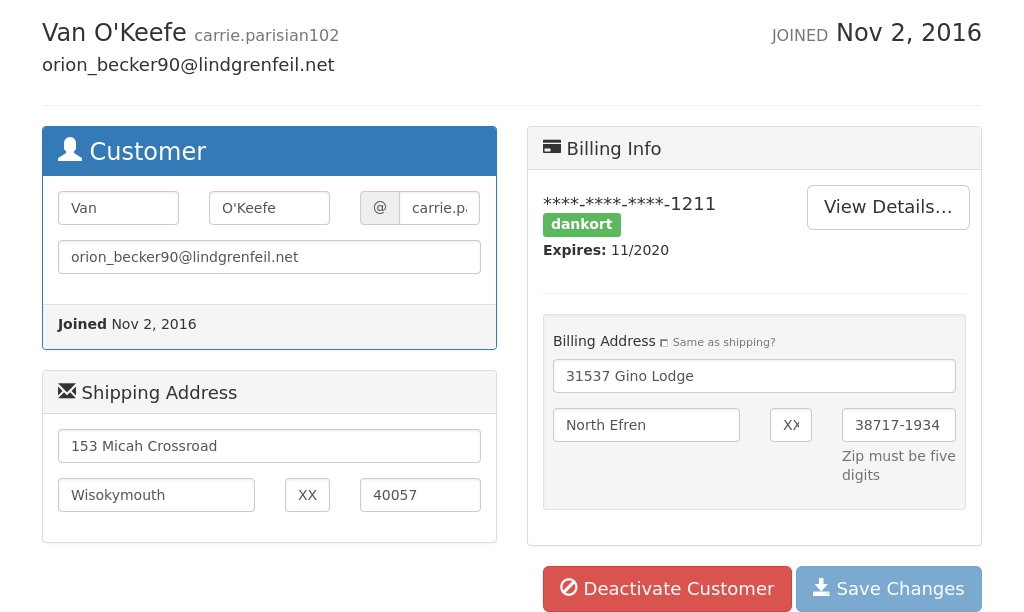 Van O'Keefe carrie.parisian102
JOINED Nov 2, 2016
orion_becker90@lindgrenfeil.net
Customer
Van
O'Keefe
@
carrie.pa
orion_becker90@lindgrenfeil.net
Joined Nov 2, 2016
Shipping Address
153 Micah Crossroad
Wisokymouth
XX
40057
Billing Info
****-****-****-1211
dankort
Expires: 11/2020
View Details...
Billing Address Same as shipping?
31537 Gino Lodge
North Efren
XX
38717-1934
Zip must be five
digits
Deactivate Customer
Save Changes